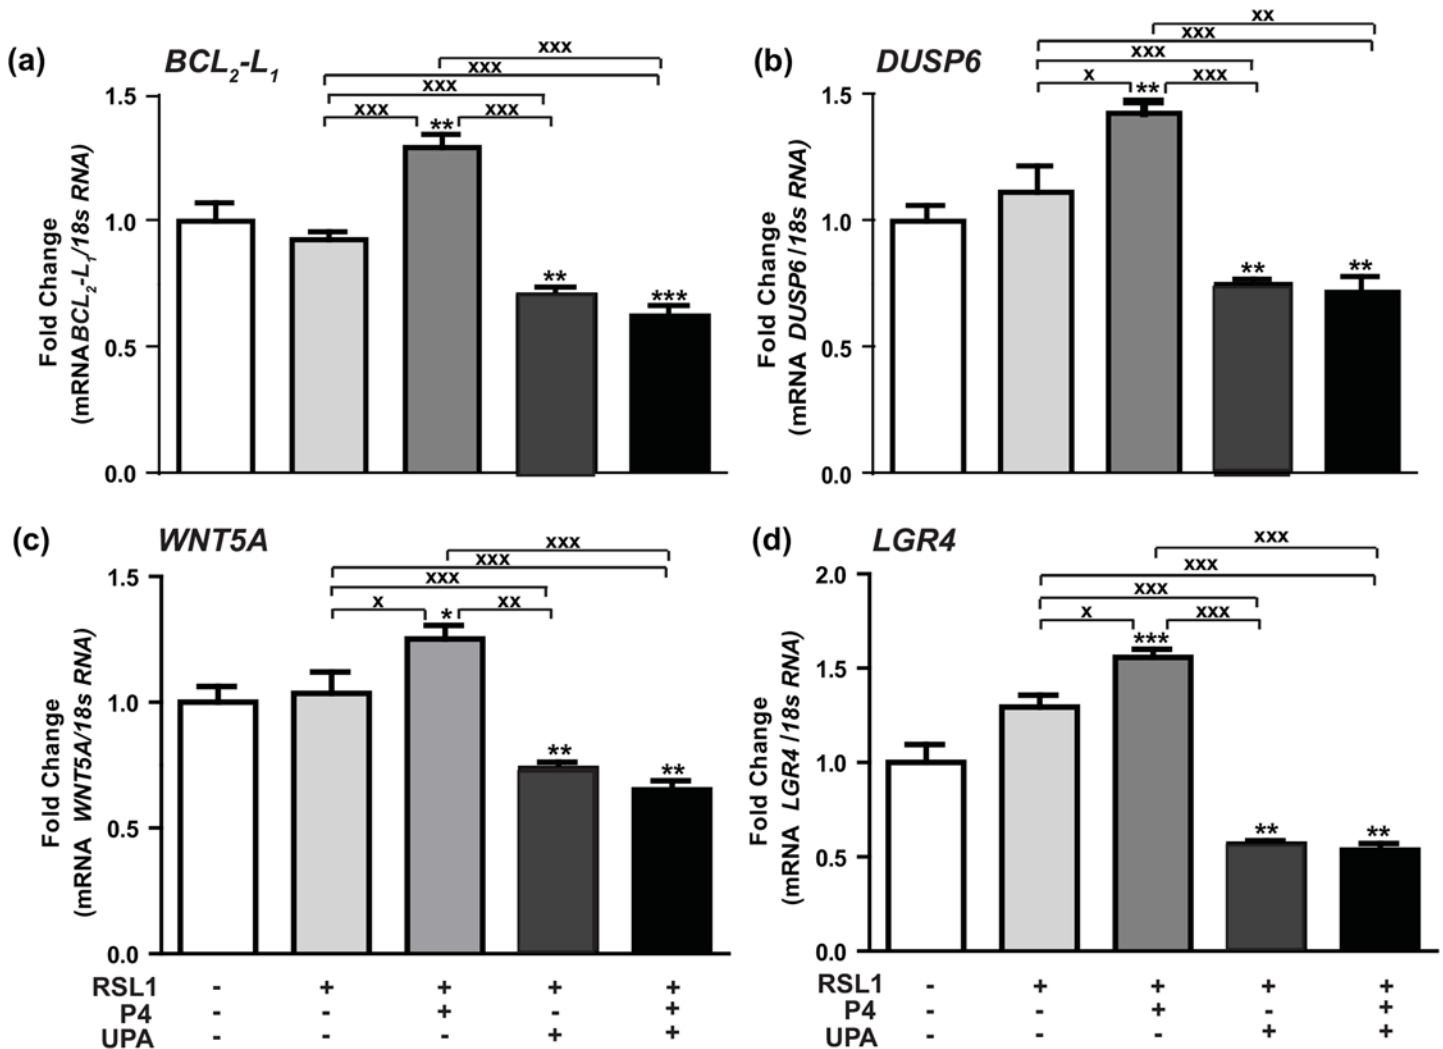 (a) BCL2-L1
xxx
xxx
xxx
xxx xxx
**
**
***
1.5
1.0
0.5
0.0
Fold Change
(mRNA BCL2-L1/18s RNA)
(b) DUSP6
xx
xxx
xxx
x xxx
**
**
**
1.5
1.0
0.5
0.0
Fold Change
(mRNA DUSP6/18s RNA)
(c) WNT5A
xxx
xxx
xxx
x xx
*
**
**
1.5
1.0
0.5
0.0
Fold Change
(mRNA WNT5A/18s RNA)
RSL1 - + + + +
P4 - - + - +
UPA - - - + +
(d) LGR4
xxx
xxx
xxx
x xxx
***
**
**
2.0
1.5
1.0
0.5
0.0
Fold Change
(mRNA LGR4/18s RNA)
RSL1 - + + + +
P4 - - + - +
UPA - - - + +